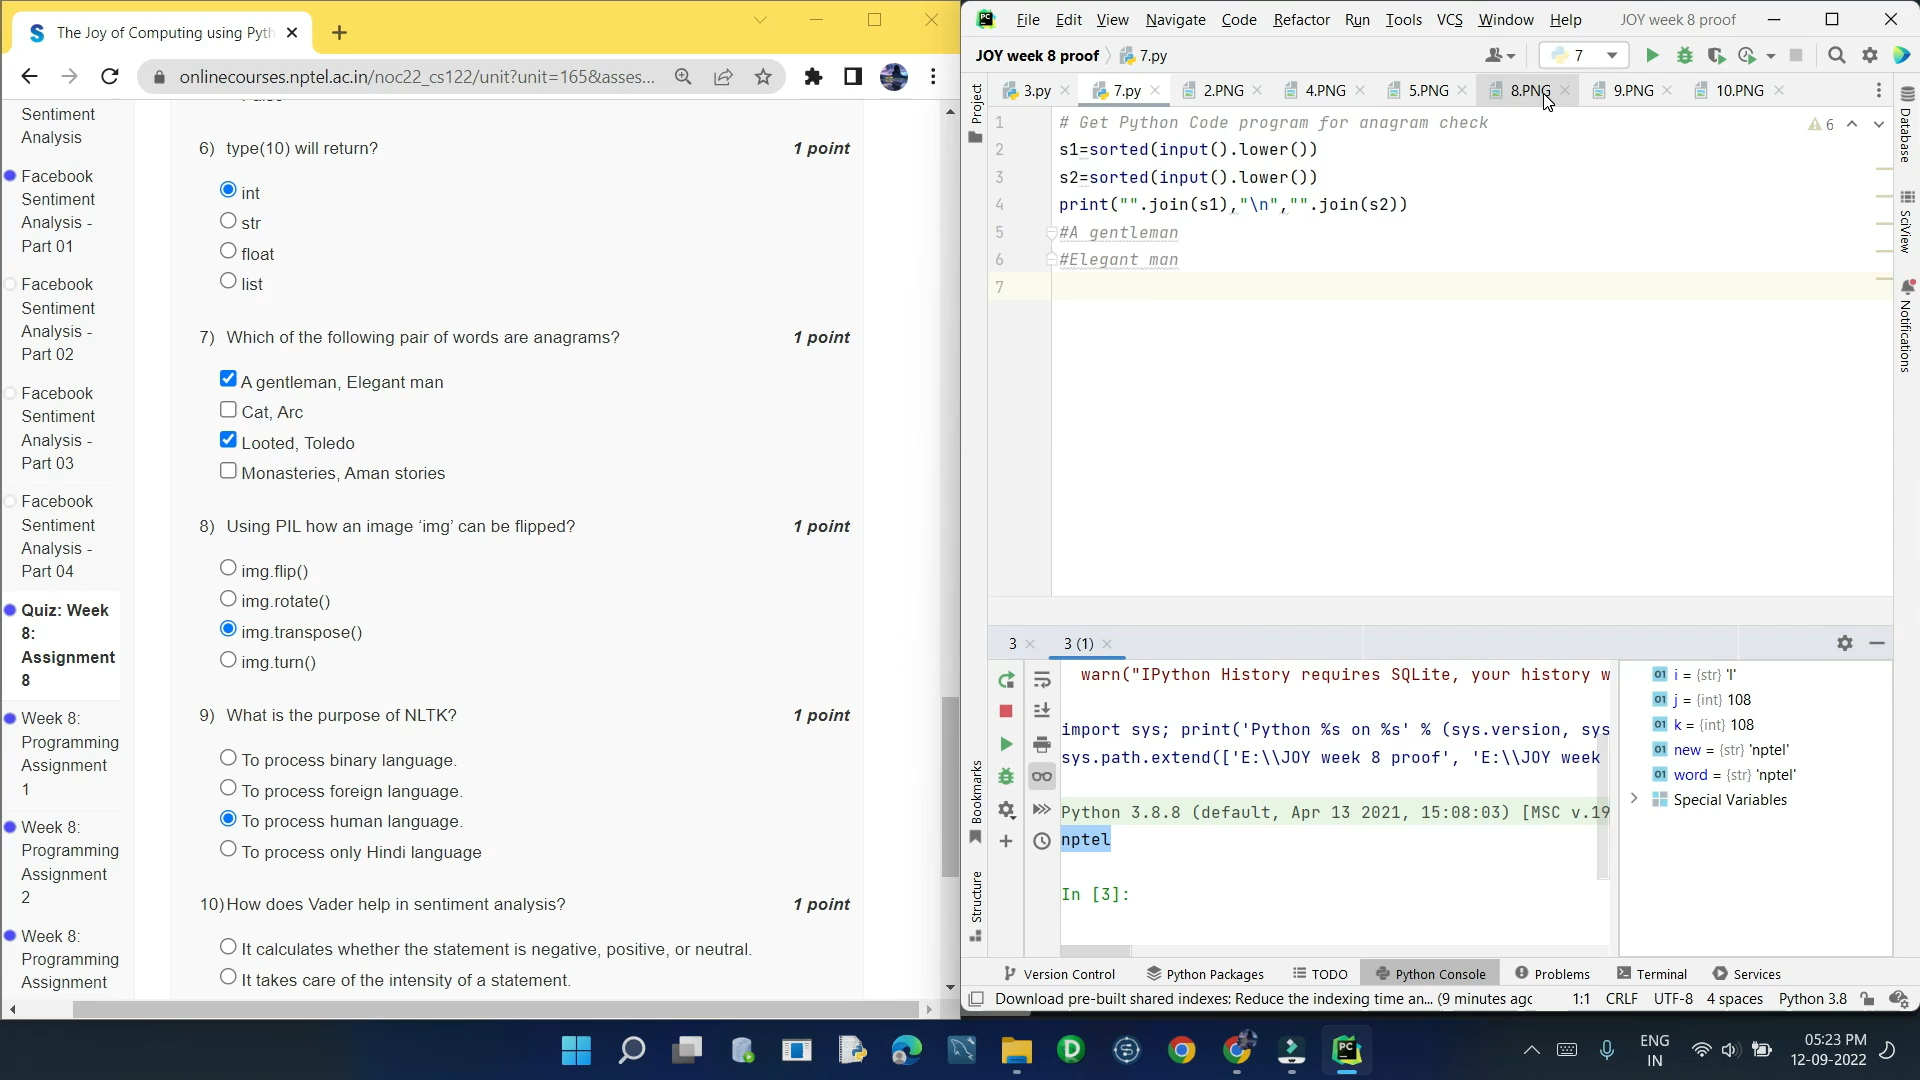 The Joy of Computing using Pyth
onlinecourses.nptel.ac.in/noc22_cs122/unit?unit=165&asses...
Sentiment
Analysis
Facebook
Sentiment
Analysis -
Part 01
Facebook
Sentiment
Analysis -
Part 02
Facebook
Sentiment
Analysis -
Part 03
Facebook
Sentiment
Analysis -
Part 04
Quiz: Week
8:
Assignment
8
Week 8:
Programming
Assignment
1
Week 8:
Programming
Assignment
2
Week 8:
Programming
Assignment
6) type(10) will return? 1 point
int
str
float
list
7) Which of the following pair of words are anagrams? 1 point
A gentleman, Elegant man
Cat, Arc
Looted, Toledo
Monasteries, Aman stories
8) Using PIL how an image ‘img’ can be flipped? 1 point
img.flip()
img.rotate()
img.transpose()
img.turn()
9) What is the purpose of NLTK? 1 point
To process binary language.
To process foreign language.
To process human language.
To process only Hindi language
10) How does Vader help in sentiment analysis? 1 point
It calculates whether the statement is negative, positive, or neutral.
It takes care of the intensity of a statement.
PC File Edit View Navigate Code Refactor Run Tools VCS Window Help JOY week 8 proof
JOY week 8 proof 7.py 7
Project 3.py 7.py 2.PNG 4.PNG 5.PNG 8.PNG 9.PNG 10.PNG Database
1 # Get Python Code program for anagram check 6
2 s1=sorted(input().lower())
3 s2=sorted(input().lower())
4 print("".join(s1),"\n","".join(s2))
5 #A gentleman
6 #Elegant man
7
SciView
Notifications
3 3 (1)
warn("IPython History requires SQLite, your history w
import sys; print('Python %s on %s' % (sys.version, sys
sys.path.extend(['E:\\JOY week 8 proof', 'E:\\JOY week
Python 3.8.8 (default, Apr 13 2021, 15:08:03) [MSC v.19
nptel
In [3]:
01 i = {str} 'l'
01 j = {int} 108
01 k = {int} 108
01 new = {str} 'nptel'
01 word = {str} 'nptel'
Special Variables
Bookmarks
Structure
Version Control Python Packages TODO Python Console Problems Terminal Services
Download pre-built shared indexes: Reduce the indexing time an... (9 minutes agc 1:1 CRLF UTF-8 4 spaces Python 3.8
ENG
IN
05:23 PM
12-09-2022